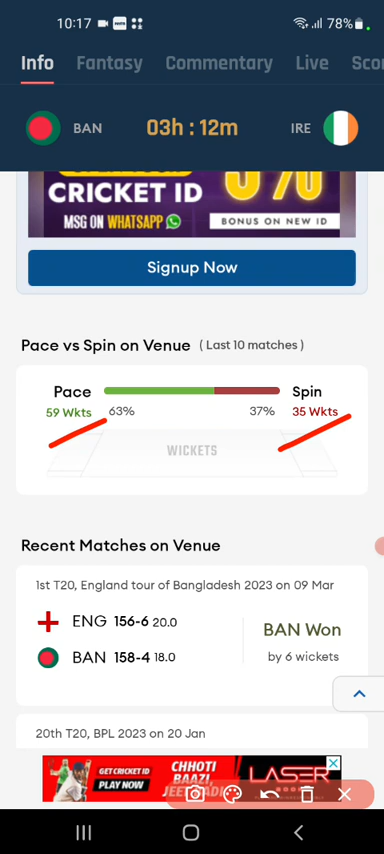 10:17 78%
Info Fantasy Commentary Live Scor
BAN 03h : 12m IRE
CRICKET ID
MSG ON WHATSAPP BONUS ON NEW ID
Signup Now
Pace vs Spin on Venue ( Last 10 matches )
Pace Spin
59 Wkts 63% 37% 35 Wkts
WICKETS
Recent Matches on Venue
1st T20, England tour of Bangladesh 2023 on 09 Mar
ENG 156-6 20.0
BAN 158-4 18.0
BAN Won
by 6 wickets
20th T20, BPL 2023 on 20 Jan
GET CRICKET ID
PLAY NOW
CHHOTI
BAAZI,
LASER